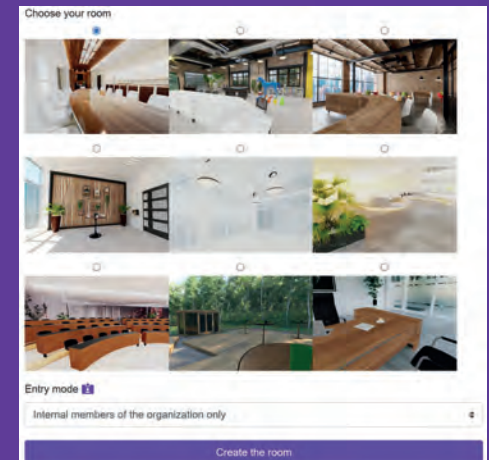 Choose your room
Entry mode
Internal members of the organization only
Create the room